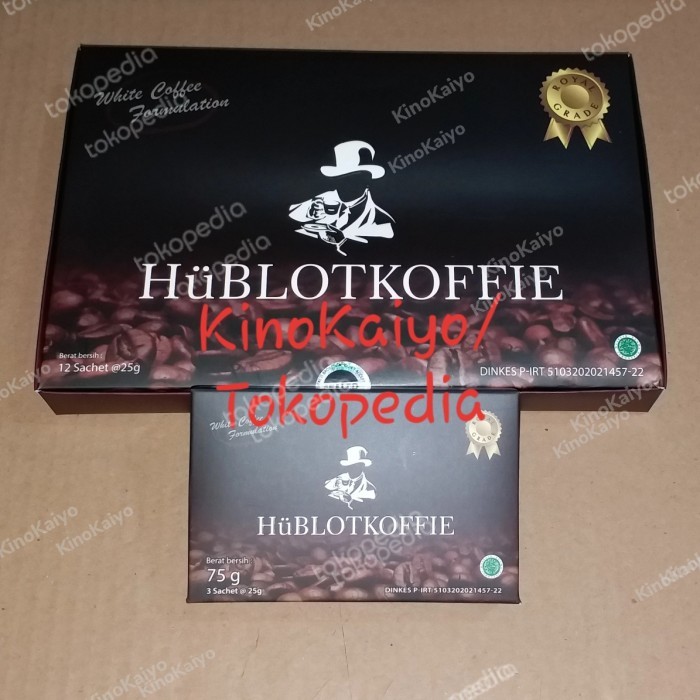 White Coffee
Formulation
ROYAL
GRADE
HüBLOTKOFFIE
Berat bersih :
12 Sachet @25g
DINKES P-IRT 5103202021457-22
KinoKaiyo/
Tokopedia
White Coffee
Formulation
HüBLOTKOFFIE
Berat bersih
75 g
3 Sachet @ 25g
DINKES P-IRT 5103202021457-22
tokopedia
KinoKaiyo